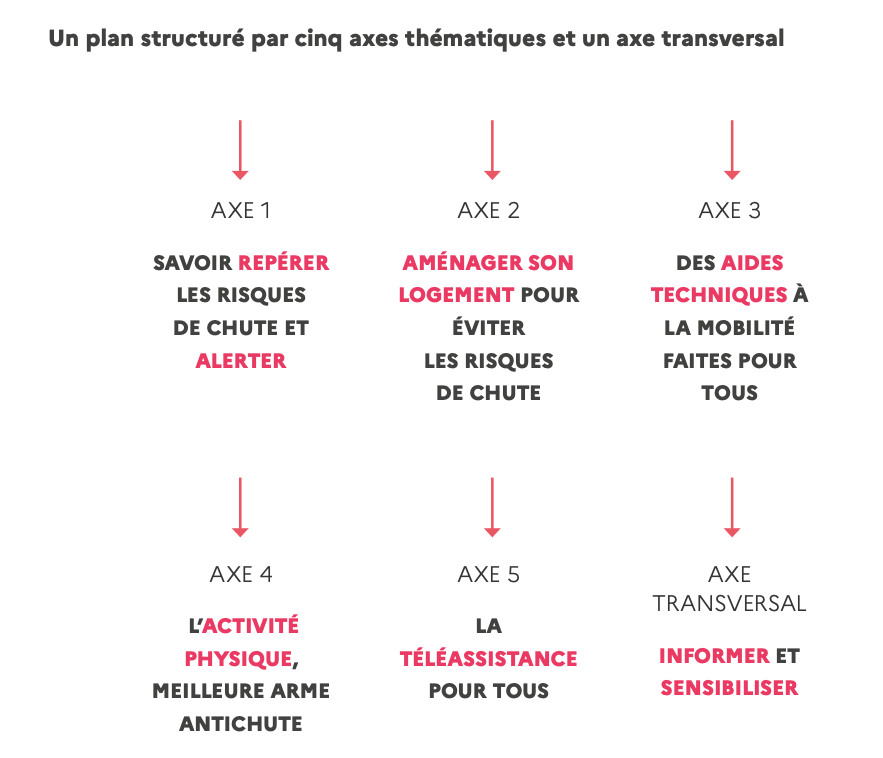 Un plan structuré par cinq axes thématiques et un axe transversal
AXE 1
SAVOIR REPÉRER
LES RISQUES
DE CHUTE ET
ALERTER
AXE 2
AMÉNAGER SON
LOGEMENT POUR
ÉVITER
LES RISQUES
DE CHUTE
AXE 3
DES AIDES
TECHNIQUES À
LA MOBILITÉ
FAITES POUR
TOUS
AXE 4
L’ACTIVITÉ
PHYSIQUE,
MEILLEURE ARME
ANTICHUTE
AXE 5
LA
TÉLÉASSISTANCE
POUR TOUS
AXE
TRANSVERSAL
INFORMER ET
SENSIBILISER